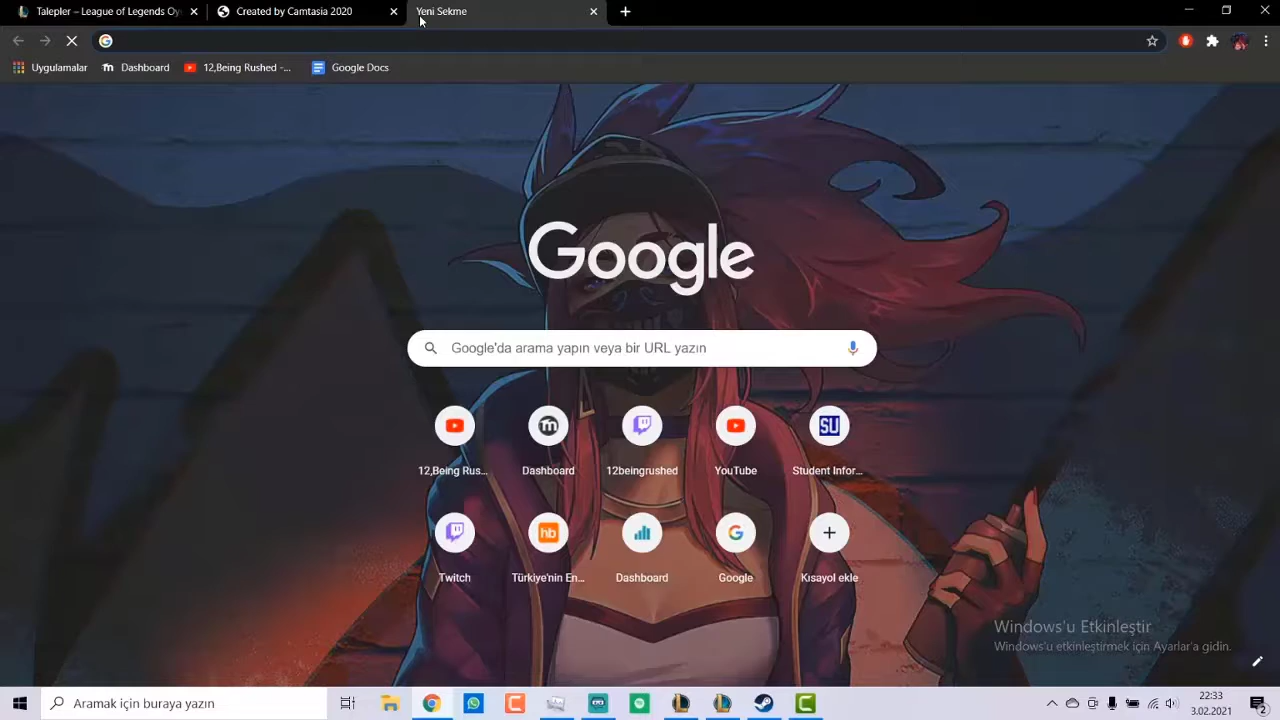 Talepler – League of Legends Oy
Created by Camtasia 2020
Yeni Sekme
Uygulamalar
Dashboard
12,Being Rushed -...
Google Docs
Google
Google'da arama yapın veya bir URL yazın
12,Being Rus...
Dashboard
12beingrushed
YouTube
SU
Student Infor...
Twitch
hb
Türkiye'nin En...
Dashboard
Google
Kısayol ekle
Windows'u Etkinleştir
Windows'u etkinleştirmek için Ayarlar'a gidin.
Aramak için buraya yazın
22:33
3.02.2021
2